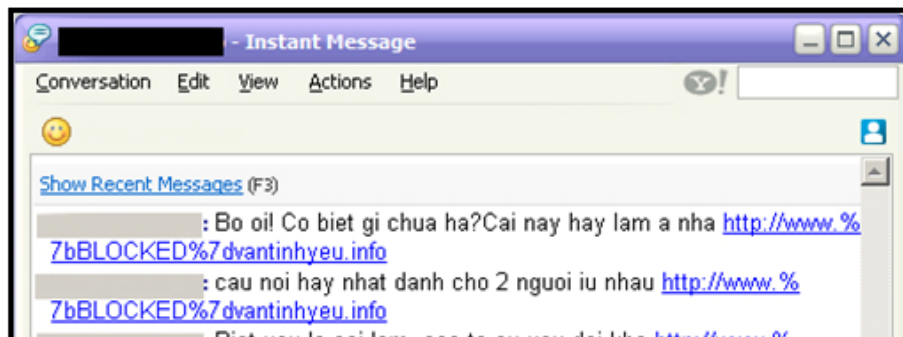 - Instant Message
Conversation Edit View Actions Help Y!
Show Recent Messages (F3)
: Bo oi! Co biet gi chua ha?Cai nay hay lam a nha http://www.%
7bBLOCKED%7dvantinhyeu.info
: cau noi hay nhat danh cho 2 nguoi iu nhau http://www.%
7bBLOCKED%7dvantinhyeu.info